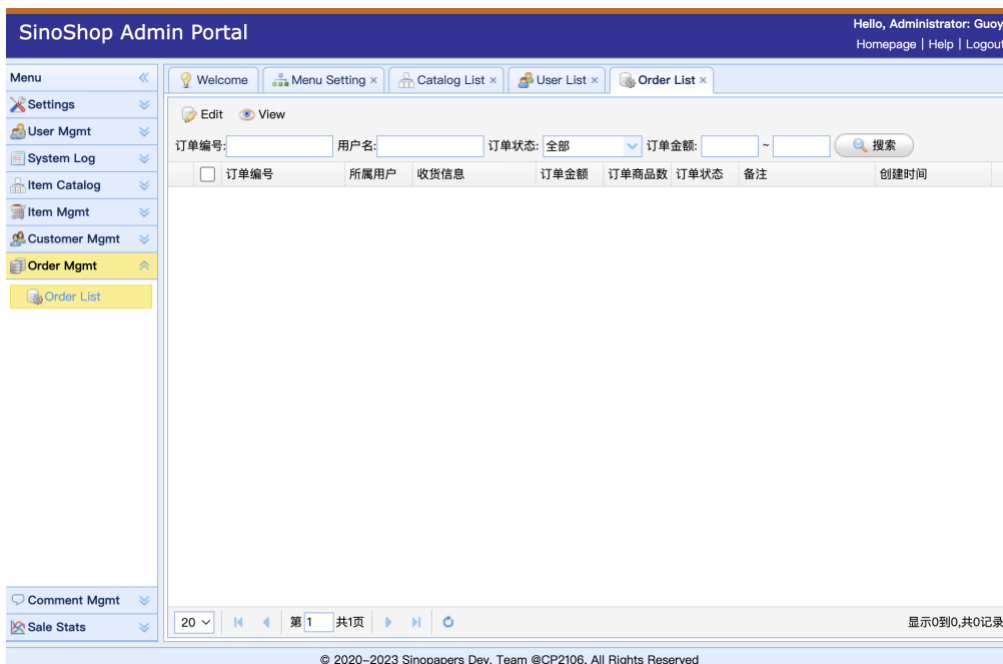 SinoShop Admin Portal
Hello, Administrator: Guoy
Homepage | Help | Logout
Menu
Welcome
Menu Setting ×
Catalog List ×
User List ×
Order List ×
Settings
User Mgmt
System Log
Item Catalog
Item Mgmt
Customer Mgmt
Order Mgmt
Order List
Edit View
订单编号: 用户名: 订单状态: 全部 订单金额: ~ 搜索
订单编号 所属用户 收货信息 订单金额 订单商品数 订单状态 备注 创建时间
Comment Mgmt
Sale Stats
20 第 1 共1页 显示0到0,共0记录
© 2020-2023 Sinopapers Dev. Team @CP2106. All Rights Reserved